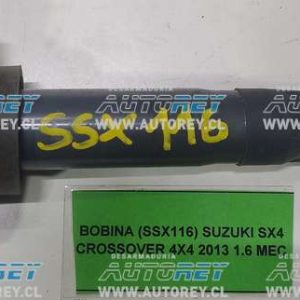 DESARMADURIA
AUTOREY
WWW.AUTOREY.CL
SSX 116
BOBINA (SSX116) SUZUKI SX4
CROSSOVER 4X4 2013 1.6 MEC